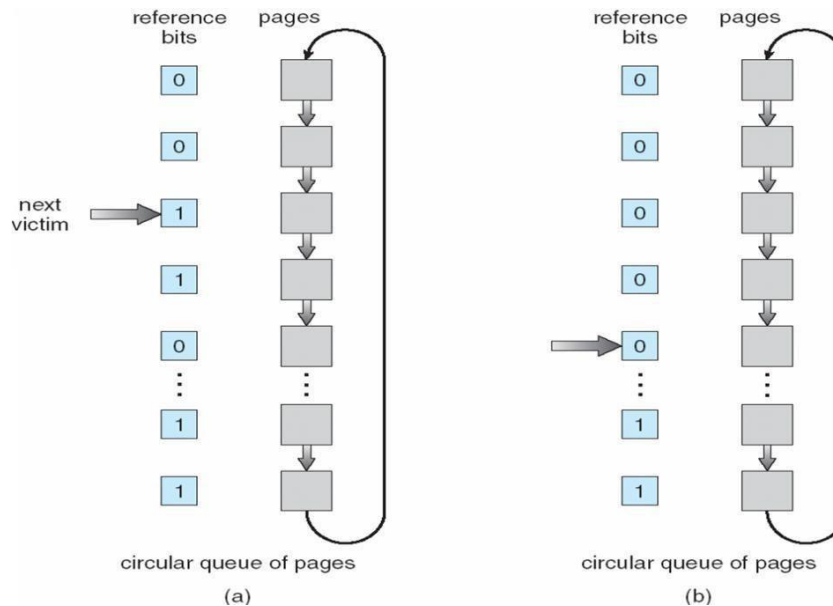 reference bits
pages
0
0
1
1
0
1
1
next victim
circular queue of pages
(a)
reference bits
pages
0
0
0
0
0
1
1
circular queue of pages
(b)